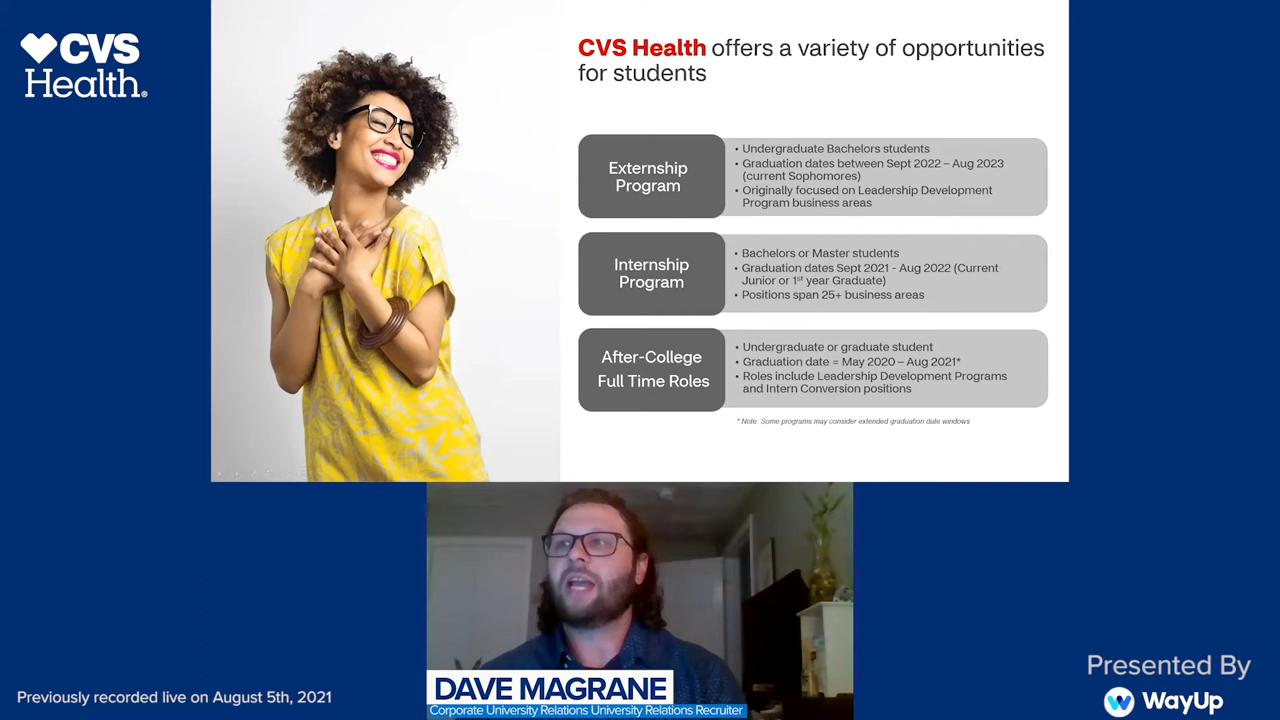 CVS
Health®
CVS Health offers a variety of opportunities
for students
Externship
Program
• Undergraduate Bachelors students
• Graduation dates between Sept 2022 – Aug 2023
(current Sophomores)
• Originally focused on Leadership Development
Program business areas
Internship
Program
• Bachelors or Master students
• Graduation dates Sept 2021 - Aug 2022 (Current
Junior or 1st year Graduate)
• Positions span 25+ business areas
After-College
Full Time Roles
• Undergraduate or graduate student
• Graduation date = May 2020 – Aug 2021*
• Roles include Leadership Development Programs
and Intern Conversion positions
* Note: Some programs may consider extended graduation date windows
DAVE MAGRANE
Corporate University Relations University Relations Recruiter
Previously recorded live on August 5th, 2021
Presented By
WayUp